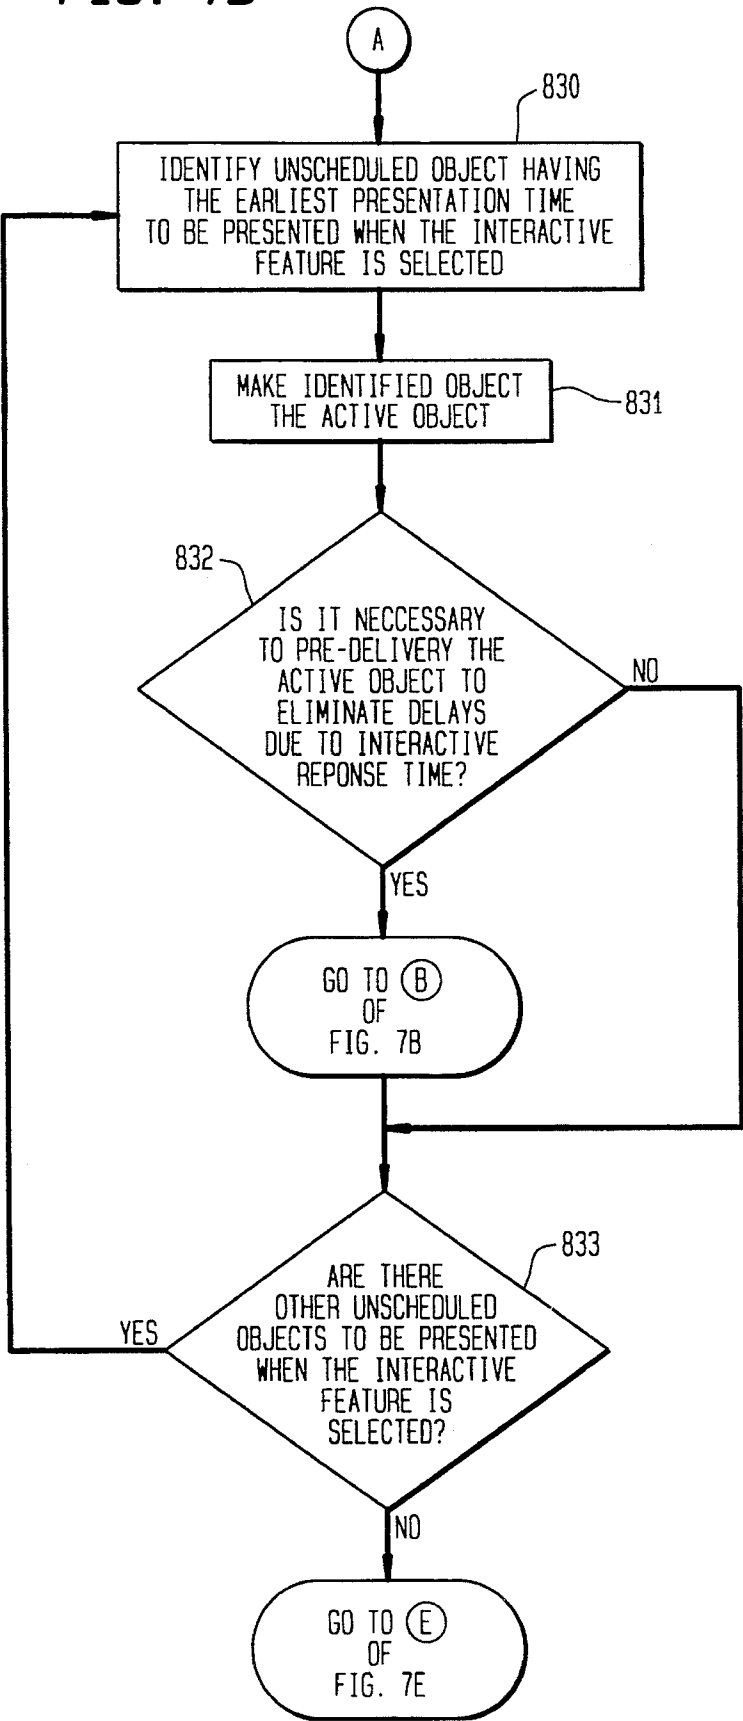 FIG.
A
830
IDENTIFY UNSCHEDULED OBJECT HAVING
THE EARLIEST PRESENTATION TIME
TO BE PRESENTED WHEN THE INTERACTIVE
FEATURE IS SELECTED
MAKE IDENTIFIED OBJECT
THE ACTIVE OBJECT
831
832
IS IT NECCESSARY
TO PRE-DELIVERY THE
ACTIVE OBJECT TO
ELIMINATE DELAYS
DUE TO INTERACTIVE
REPONSE TIME?
NO
YES
GO TO B
OF
FIG. 7B
833
ARE THERE
OTHER UNSCHEDULED
OBJECTS TO BE PRESENTED
WHEN THE INTERACTIVE
FEATURE IS
SELECTED?
YES
NO
GO TO E
OF
FIG. 7E